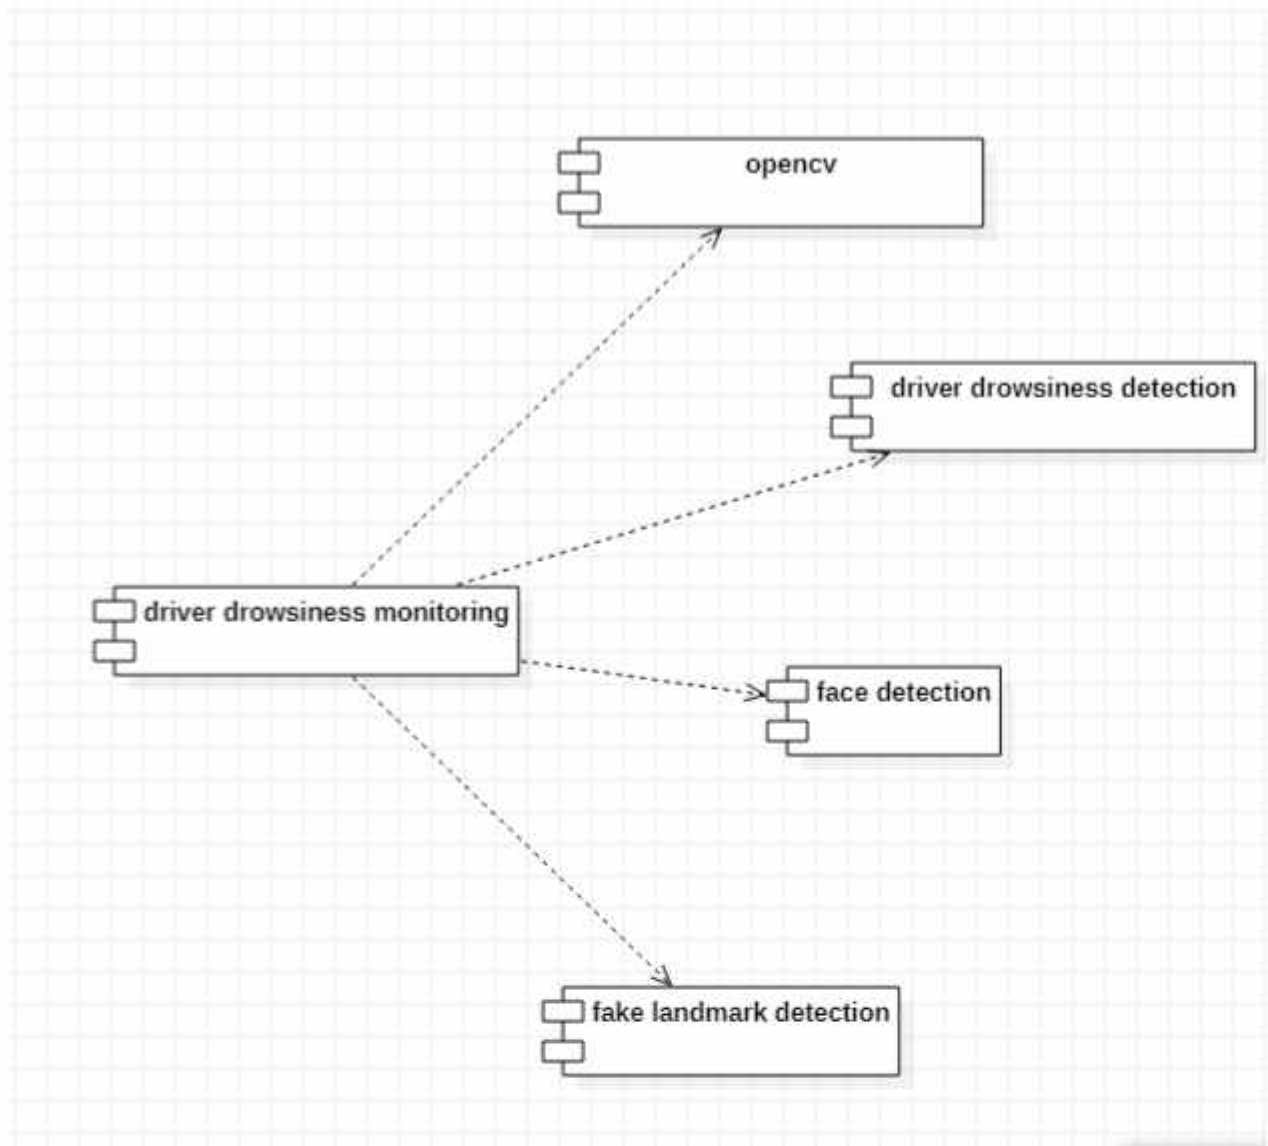 opencv
driver drowsiness detection
driver drowsiness monitoring
face detection
fake landmark detection